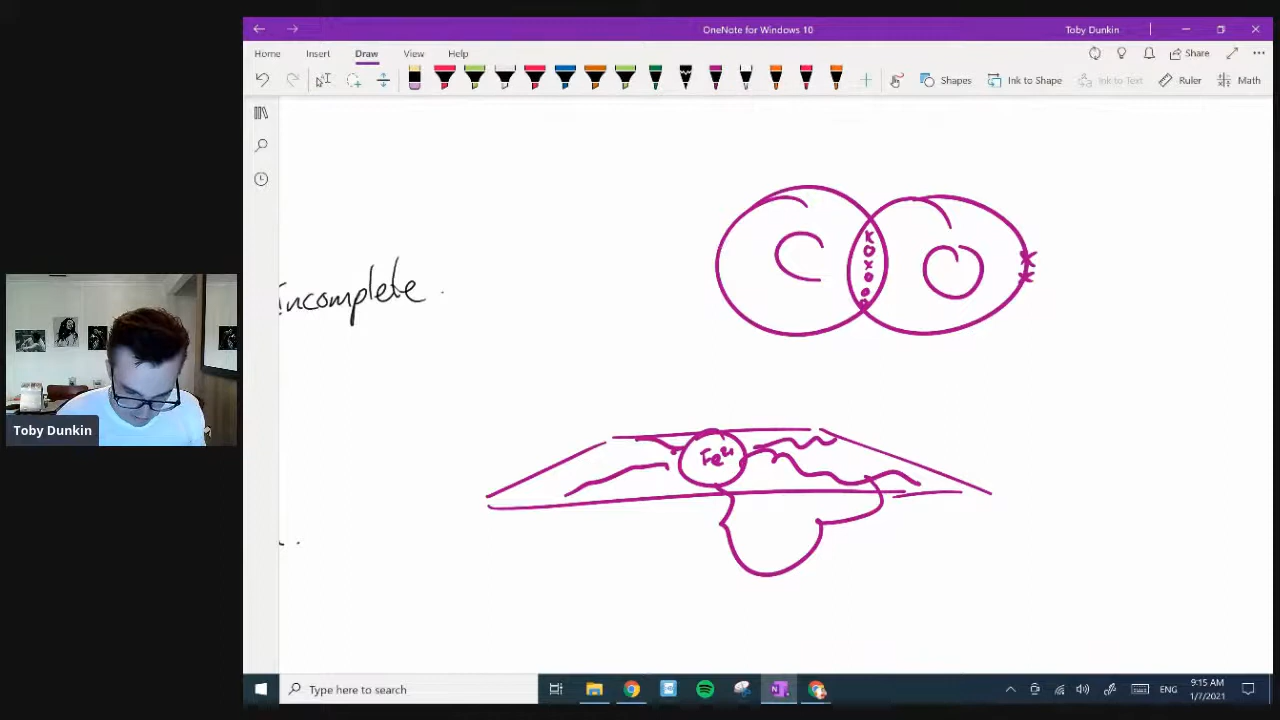 OneNote for Windows 10
Toby Dunkin
Home Insert Draw View Help
Share
Shapes
Ink to Shape
Ink to Text
Ruler
Math
C O
incomplete.
Fe2+
Toby Dunkin
Type here to search
ENG
9:15 AM
1/7/2021